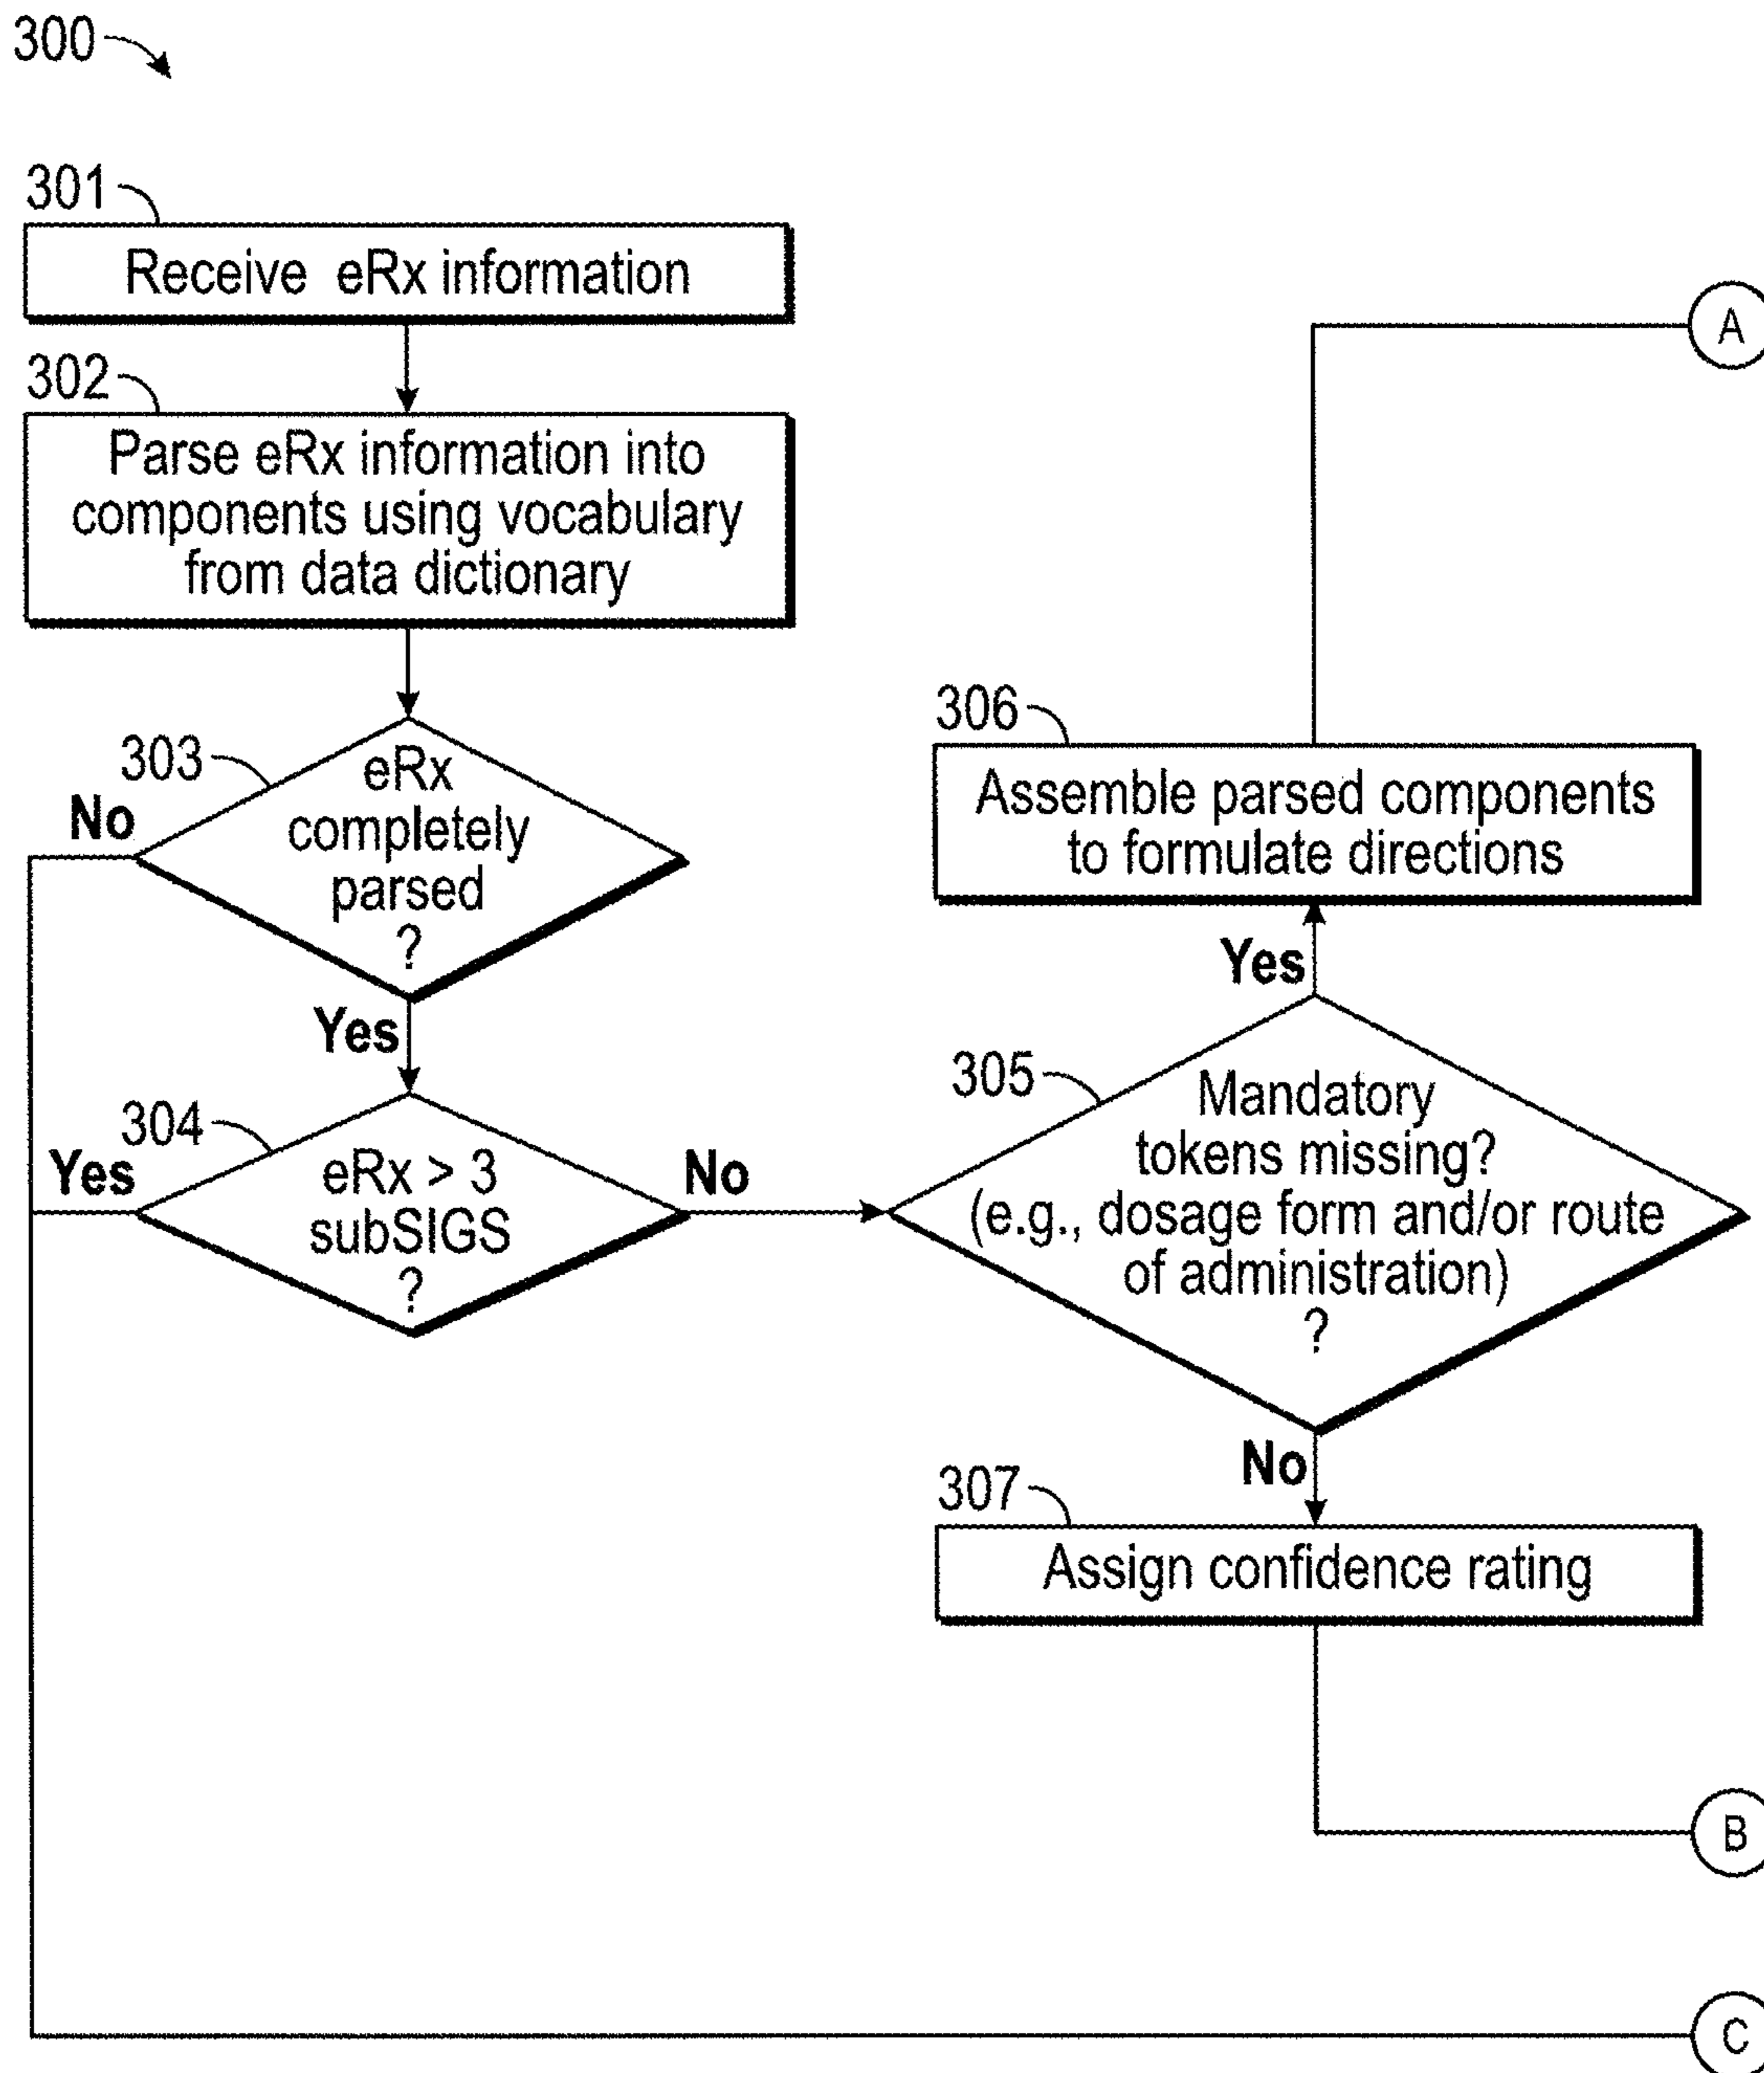 300
301
Receive eRx information
302
Parse eRx information into
components using vocabulary
from data dictionary
303
eRx
completely
parsed
?
No
Yes
304
eRx > 3
subSIGS
?
Yes
No
305
Mandatory
tokens missing?
(e.g., dosage form and/or route
of administration)
?
Yes
No
306
Assemble parsed components
to formulate directions
307
Assign confidence rating
A
B
C